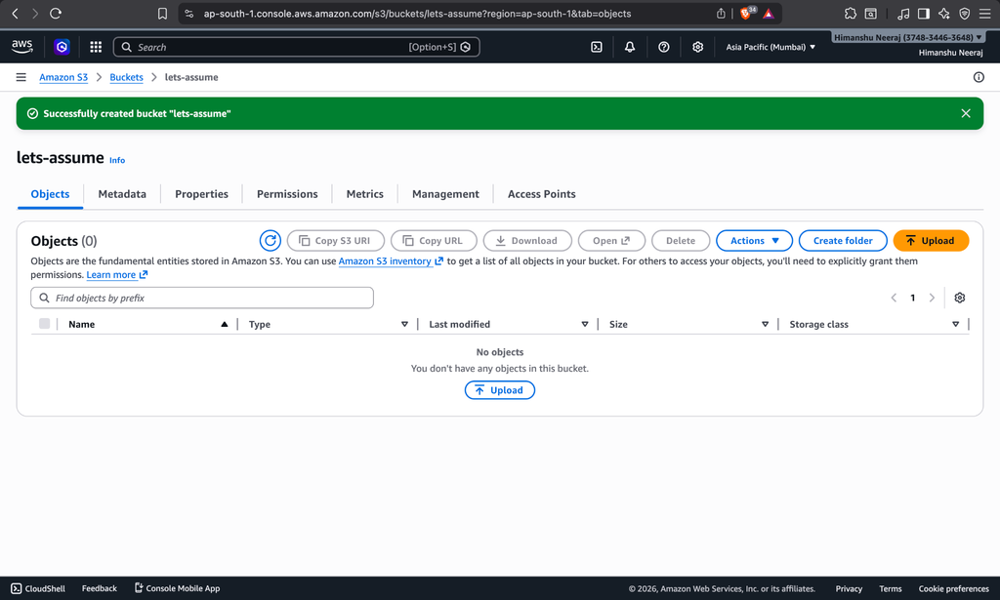 ap-south-1.console.aws.amazon.com/s3/buckets/lets-assume?region=ap-south-1&tab=objects 34
aws Search [Option+S] Asia Pacific (Mumbai) Himanshu Neeraj (3748-3446-3648)
Himanshu Neeraj
Amazon S3 Buckets lets-assume
Successfully created bucket "lets-assume"
lets-assume Info
Objects Metadata Properties Permissions Metrics Management Access Points
Objects (0) Copy S3 URI Copy URL Download Open Delete Actions Create folder Upload
Objects are the fundamental entities stored in Amazon S3. You can use Amazon S3 inventory to get a list of all objects in your bucket. For others to access your objects, you'll need to explicitly grant them
permissions. Learn more
Find objects by prefix 1
Name Type Last modified Size Storage class
No objects
You don't have any objects in this bucket.
Upload
CloudShell Feedback Console Mobile App © 2026, Amazon Web Services, Inc. or its affiliates. Privacy Terms Cookie preferences